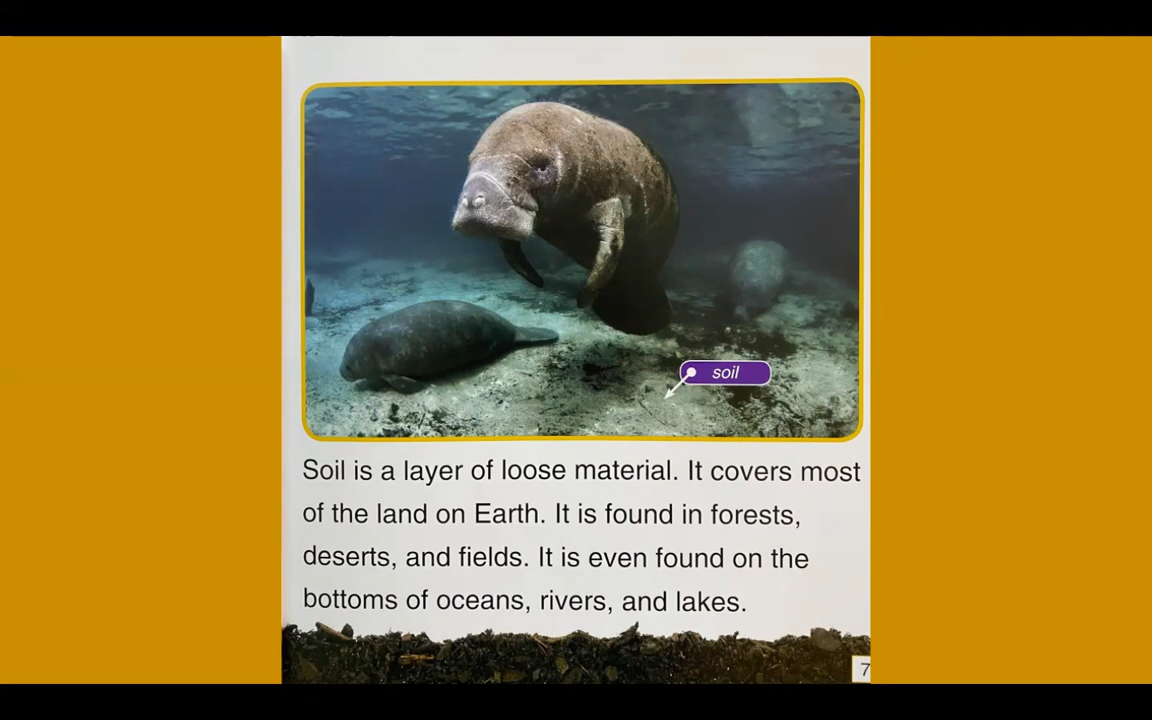 soil
Soil is a layer of loose material. It covers most
of the land on Earth. It is found in forests,
deserts, and fields. It is even found on the
bottoms of oceans, rivers, and lakes.
7